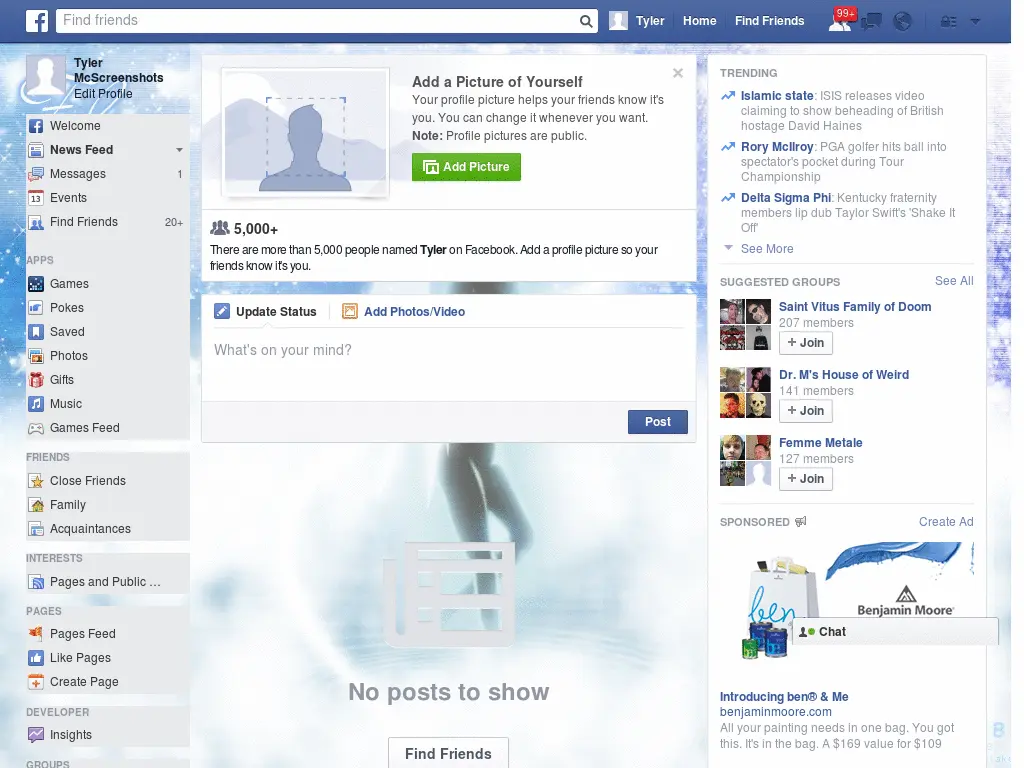 Find friends
Tyler
Home
Find Friends
99+
Tyler
McScreenshots
Edit Profile
Welcome
News Feed
Messages 1
13 Events
Find Friends 20+
APPS
Games
Pokes
Saved
Photos
Gifts
Music
Games Feed
FRIENDS
Close Friends
Family
Acquaintances
INTERESTS
Pages and Public ...
PAGES
Pages Feed
Like Pages
Create Page
DEVELOPER
Insights
GROUPS
Add a Picture of Yourself
Your profile picture helps your friends know it's
you. You can change it whenever you want.
Note: Profile pictures are public.
Add Picture
5,000+
There are more than 5,000 people named Tyler on Facebook. Add a profile picture so your
friends know it's you.
Update Status
Add Photos/Video
What's on your mind?
Post
No posts to show
Find Friends
TRENDING
Islamic state: ISIS releases video
claiming to show beheading of British
hostage David Haines
Rory McIlroy: PGA golfer hits ball into
spectator's pocket during Tour
Championship
Delta Sigma Phi: Kentucky fraternity
members lip dub Taylor Swift's 'Shake It
Off'
See More
SUGGESTED GROUPS See All
Saint Vitus Family of Doom
207 members
+ Join
Dr. M's House of Weird
141 members
+ Join
Femme Metale
127 members
+ Join
SPONSORED Create Ad
ben
Benjamin Moore®
Chat
Introducing ben® & Me
benjaminmoore.com
All your painting needs in one bag. You got
this. It's in the bag. A $169 value for $109